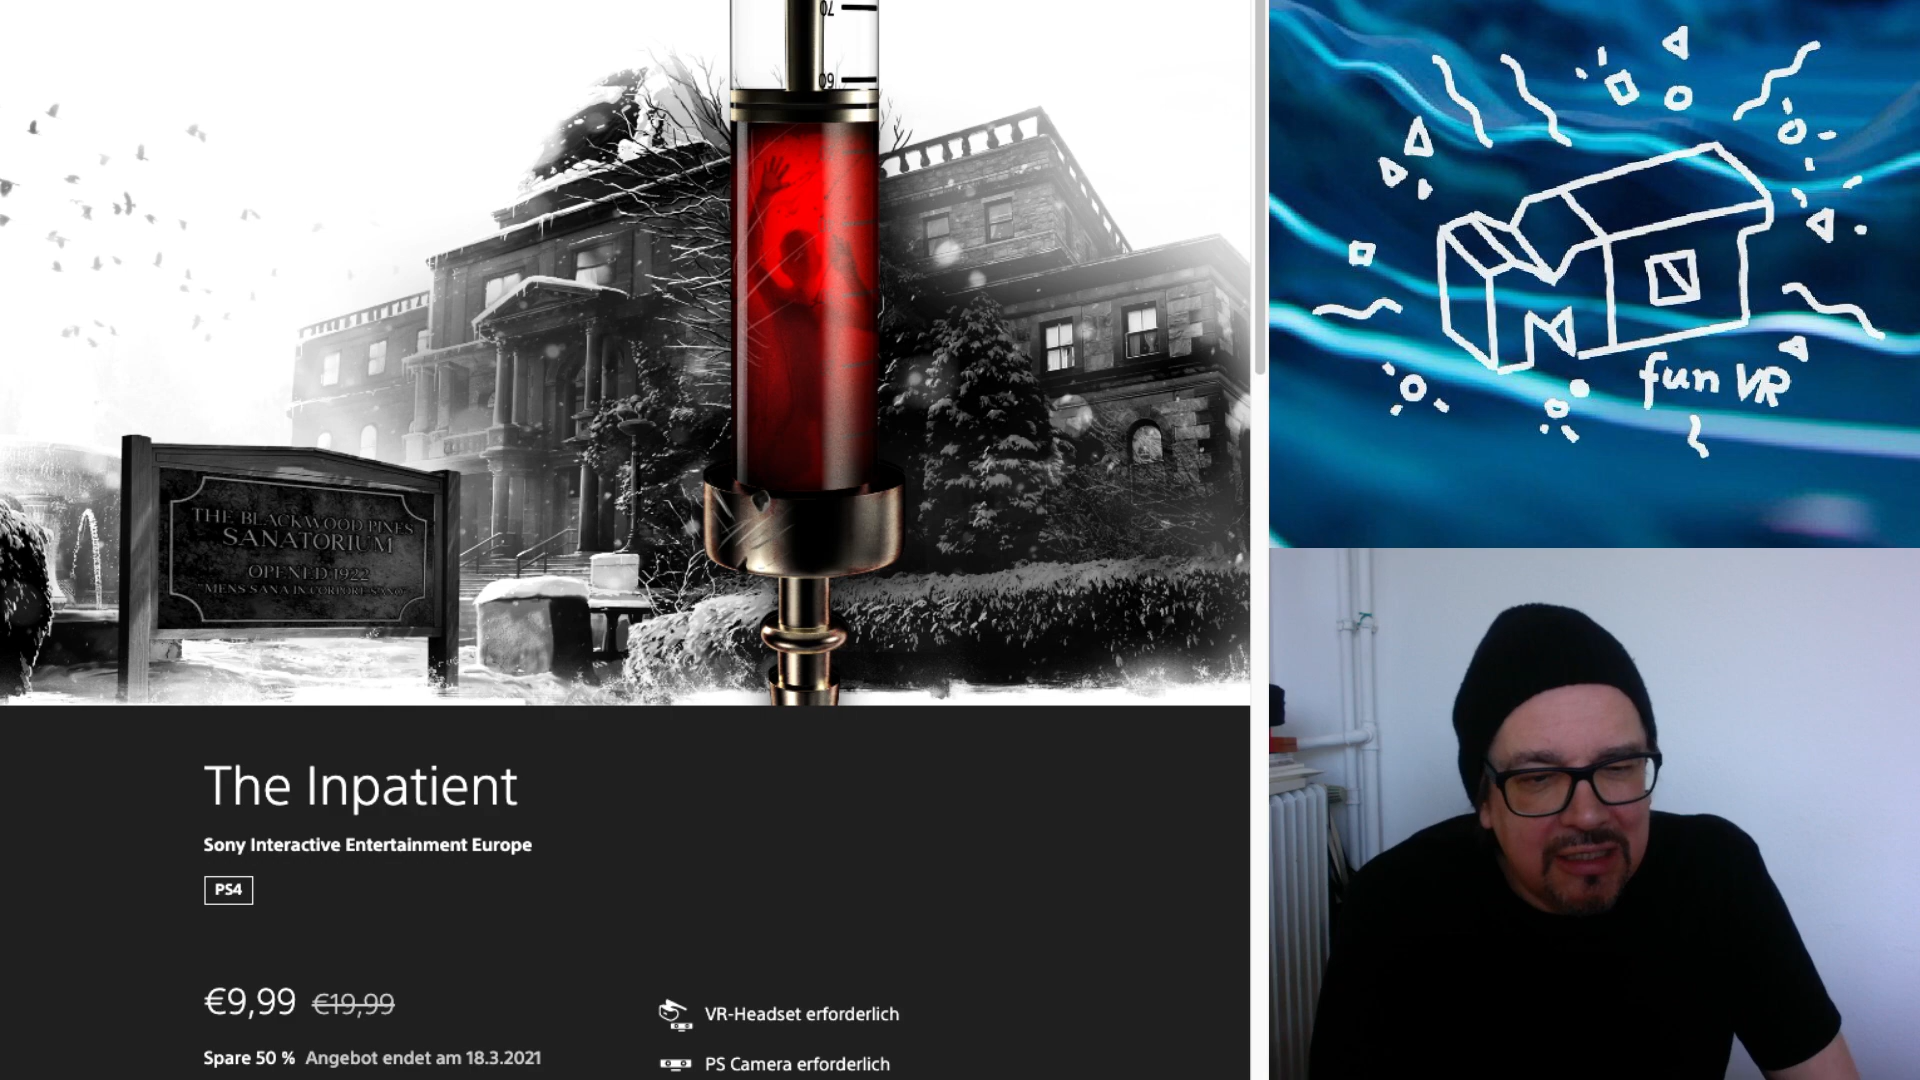 70
60
THE BLACKWOOD PINES
SANATORIUM
OPENED 1922
"MENS SANA IN CORPORE SANO"
fun VR
The Inpatient
Sony Interactive Entertainment Europe
PS4
€9,99 €19,99
Spare 50 % Angebot endet am 18.3.2021
VR-Headset erforderlich
PS Camera erforderlich